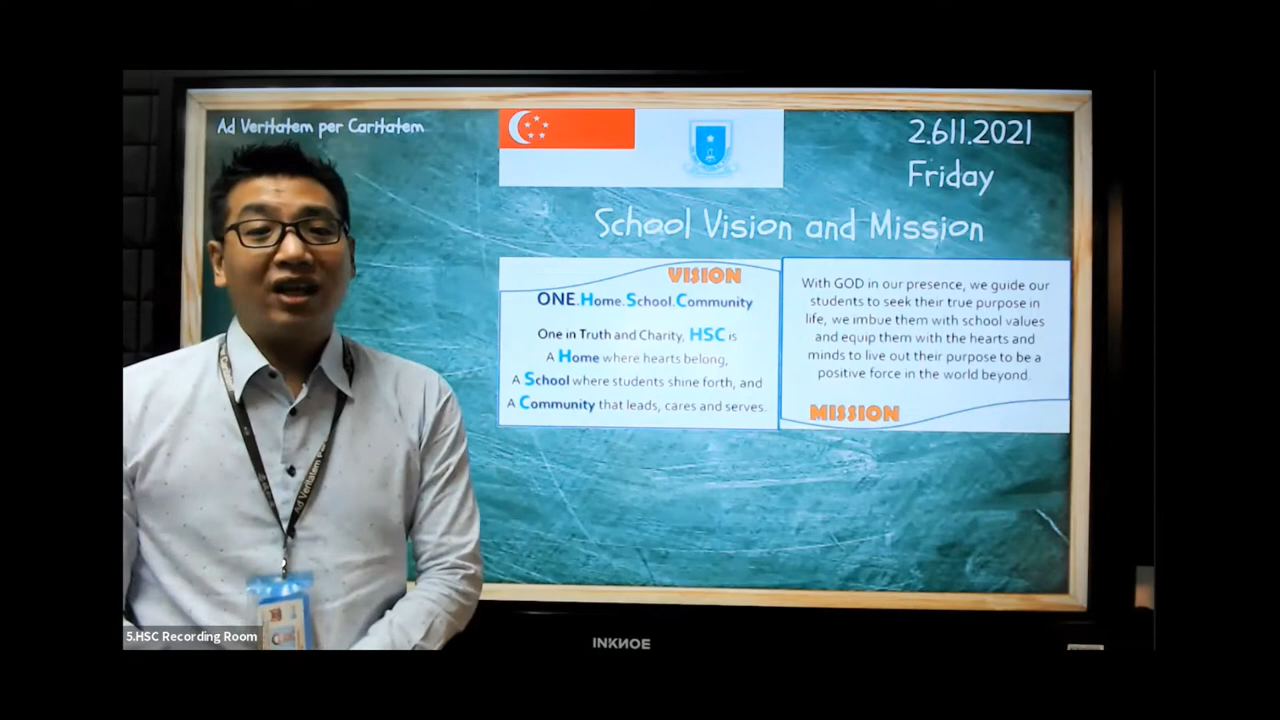 Ad Veritatem per Caritatem
2.611.2021
Friday
School Vision and Mission
VISION
ONE.Home.School.Community
One in Truth and Charity, HSC is
A Home where hearts belong,
A School where students shine forth, and
A Community that leads, cares and serves.
With GOD in our presence, we guide our
students to seek their true purpose in
life, we imbue them with school values
and equip them with the hearts and
minds to live out their purpose to be a
positive force in the world beyond.
MISSION
Ad Veritatem
5.HSC Recording Room
INKNOE